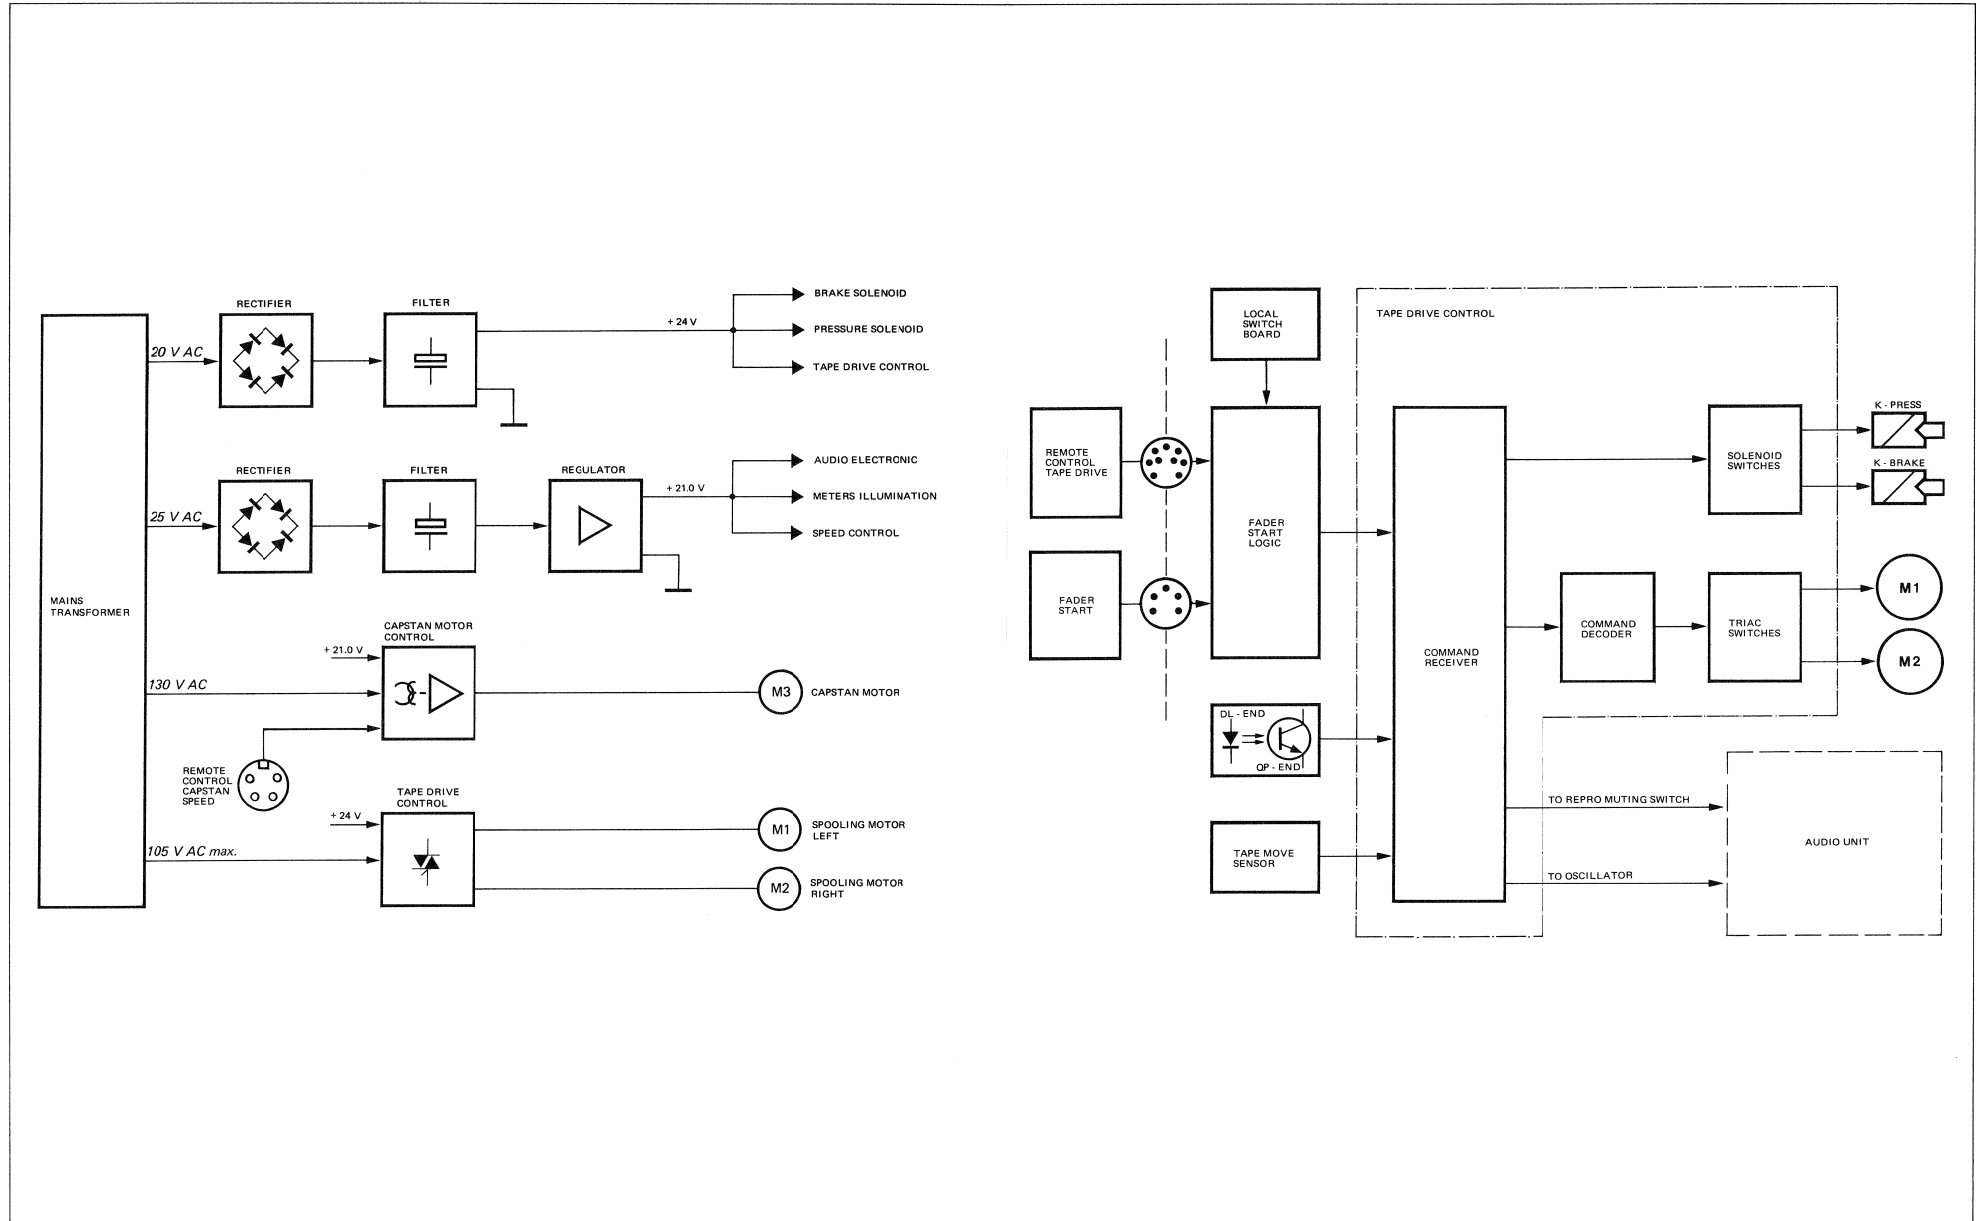 MAINS
TRANSFORMER
20 V AC
RECTIFIER
FILTER
+ 24 V
BRAKE SOLENOID
PRESSURE SOLENOID
TAPE DRIVE CONTROL
25 V AC
RECTIFIER
FILTER
REGULATOR
+ 21.0 V
AUDIO ELECTRONIC
METERS ILLUMINATION
SPEED CONTROL
CAPSTAN MOTOR
CONTROL
+ 21.0 V
130 V AC
M3
CAPSTAN MOTOR
REMOTE
CONTROL
CAPSTAN
SPEED
TAPE DRIVE
CONTROL
+ 24 V
105 V AC max.
M1
SPOOLING MOTOR
LEFT
M2
SPOOLING MOTOR
RIGHT
LOCAL
SWITCH
BOARD
TAPE DRIVE CONTROL
REMOTE
CONTROL
TAPE DRIVE
FADER
START
FADER
START
LOGIC
DL - END
QP - END
TAPE MOVE
SENSOR
COMMAND
RECEIVER
SOLENOID
SWITCHES
K - PRESS
K - BRAKE
COMMAND
DECODER
TRIAC
SWITCHES
M1
M2
TO REPRO MUTING SWITCH
TO OSCILLATOR
AUDIO UNIT